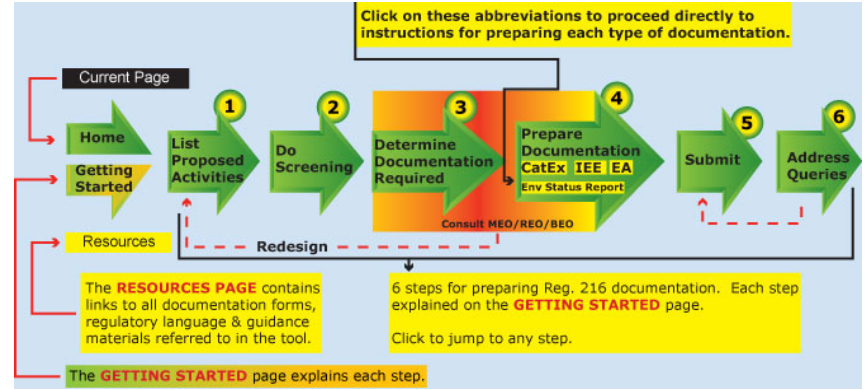 Click on these abbreviations to proceed directly to
instructions for preparing each type of documentation.
Current Page
1
2
3
4
5
6
Home
Getting
Started
Resources
List
Proposed
Activities
Do
Screening
Determine
Documentation
Required
Prepare
Documentation
CatEx IEE EA
Env Status Report
Submit
Address
Queries
Consult MEO/REO/BEO
Redesign
The RESOURCES PAGE contains
links to all documentation forms,
regulatory language & guidance
materials referred to in the tool.
6 steps for preparing Reg. 216 documentation. Each step
explained on the GETTING STARTED page.
Click to jump to any step.
The GETTING STARTED page explains each step.